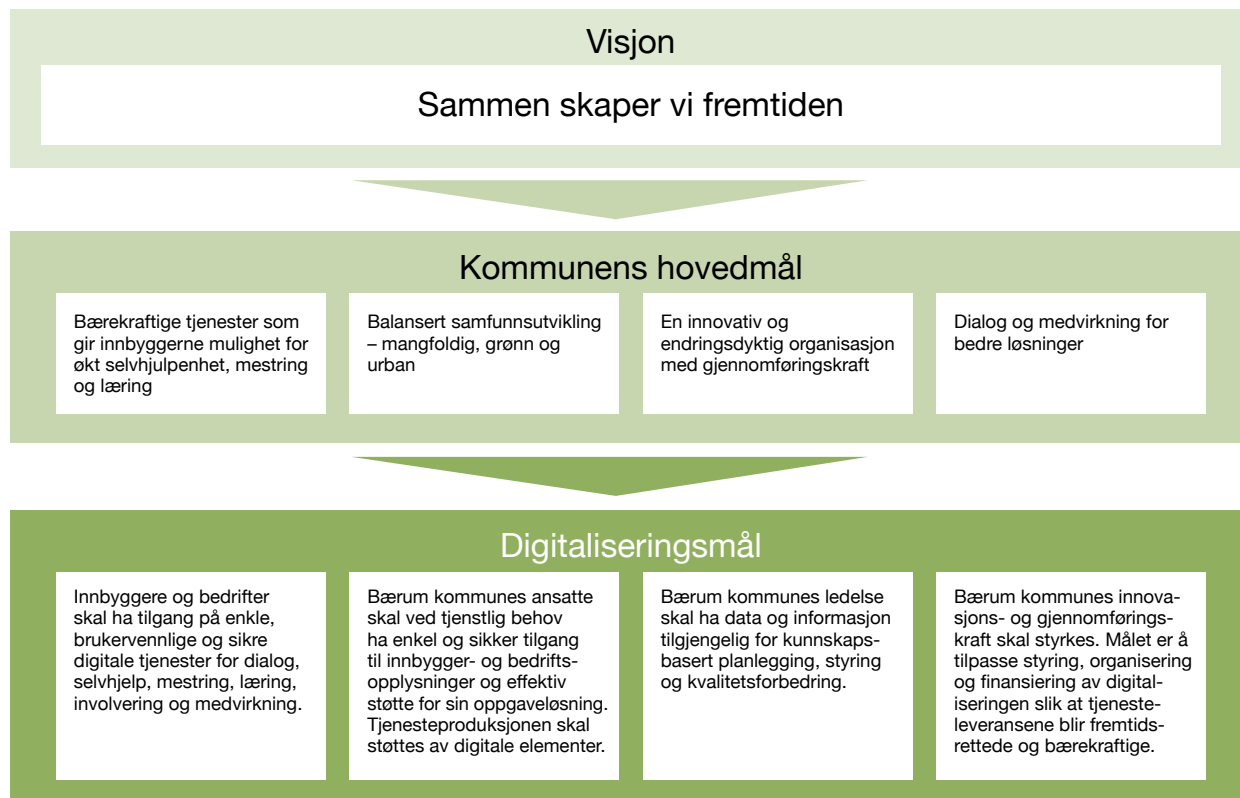 Visjon
Sammen skaper vi fremtiden
Kommunens hovedmål
Bærekraftige tjenester som
gir innbyggerne mulighet for
økt selvhjulpenhet, mestring
og læring
Balansert samfunnsutvikling
– mangfoldig, grønn og
urban
En innovativ og
endringsdyktig organisasjon
med gjennomføringskraft
Dialog og medvirkning for
bedre løsninger
Digitaliseringsmål
Innbyggere og bedrifter
skal ha tilgang på enkle,
brukervennlige og sikre
digitale tjenester for dialog,
selvhjelp, mestring, læring,
involvering og medvirkning.
Bærum kommunes ansatte
skal ved tjenstlig behov
ha enkel og sikker tilgang
til innbygger- og bedrifts-
opplysninger og effektiv
støtte for sin oppgaveløsning.
Tjenesteproduksjonen skal
støttes av digitale elementer.
Bærum kommunes ledelse
skal ha data og informasjon
tilgjengelig for kunnskaps-
basert planlegging, styring
og kvalitetsforbedring.
Bærum kommunes innova-
sjons- og gjennomførings-
kraft skal styrkes. Målet er å
tilpasse styring, organisering
og finansiering av digital-
iseringen slik at tjeneste-
leveransene blir fremtids-
rettede og bærekraftige.